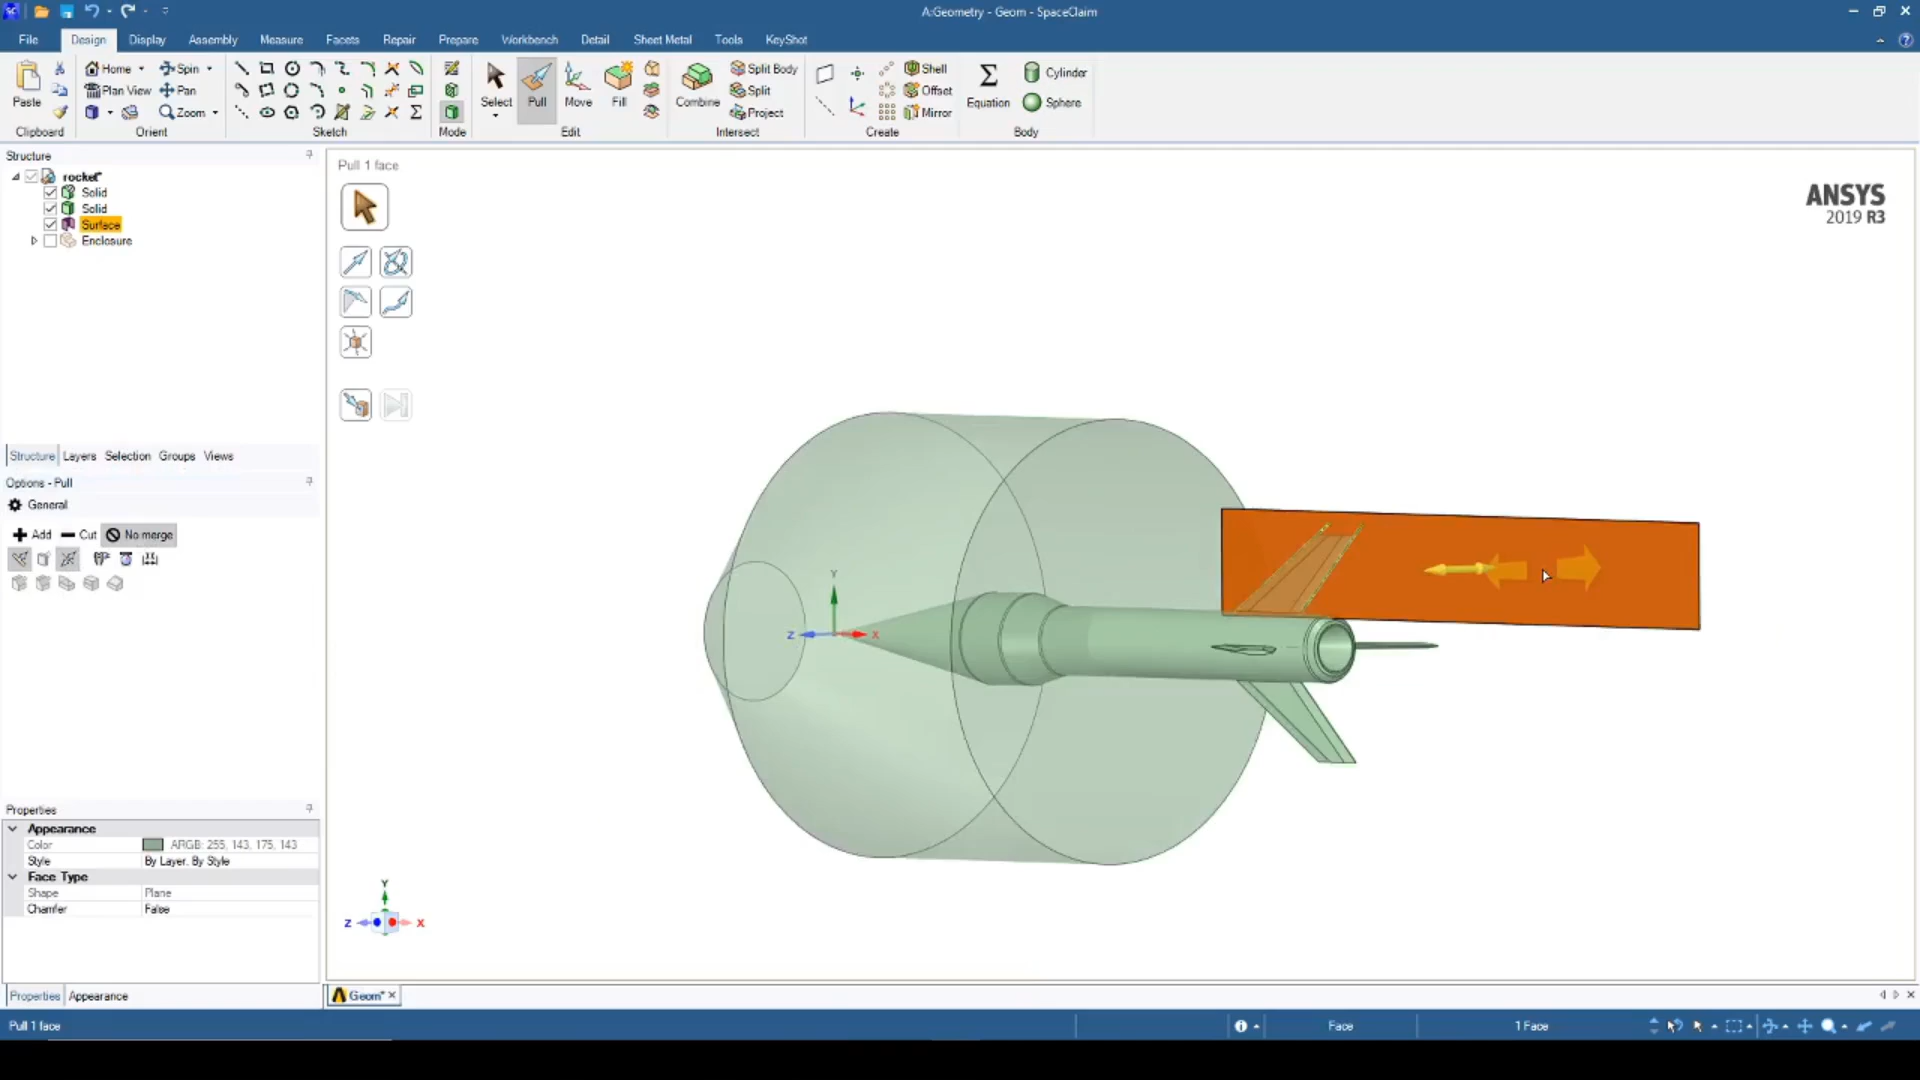 A:Geometry - Geom - SpaceClaim
File Design Display Assembly Measure Facets Repair Prepare Workbench Detail Sheet Metal Tools KeyShot
Home Spin Split Body Shell Cylinder
Plan View Pan Split Offset
Paste Zoom Select Pull Move Fill Combine Project Mirror Equation Sphere
Clipboard Orient Sketch Mode Edit Intersect Create Body
Structure
rocket*
Solid
Solid
Surface
Enclosure
Structure Layers Selection Groups Views
Options - Pull
General
Add Cut No merge
Properties
Appearance
Color ARGB: 255, 143, 175, 143
Style By Layer, By Style
Face Type
Shape Plane
Chamfer False
Properties Appearance
Pull 1 face
ANSYS
2019 R3
Y
Z X
Y
Z X
Geom*
Pull 1 face Face 1 Face